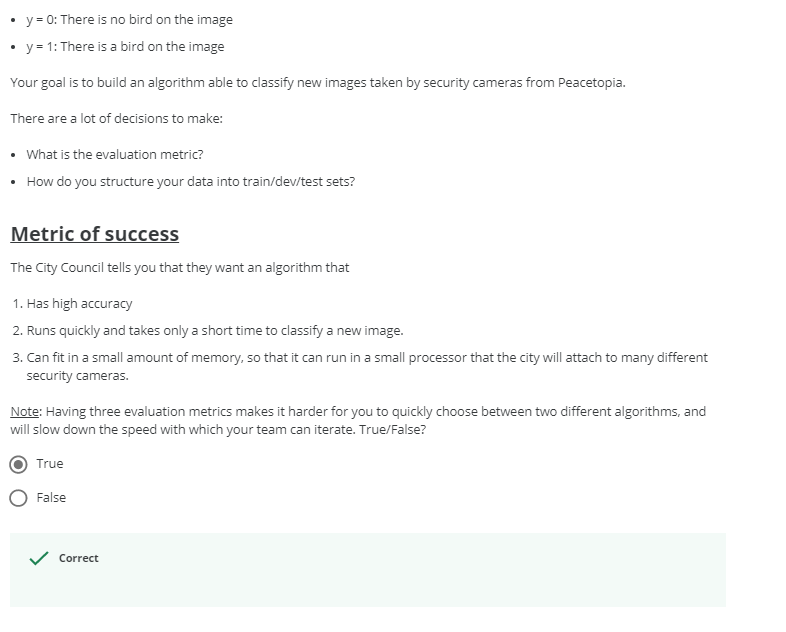 • y = 0: There is no bird on the image
• y = 1: There is a bird on the image
Your goal is to build an algorithm able to classify new images taken by security cameras from Peacetopia.
There are a lot of decisions to make:
• What is the evaluation metric?
• How do you structure your data into train/dev/test sets?
Metric of success
The City Council tells you that they want an algorithm that
1. Has high accuracy
2. Runs quickly and takes only a short time to classify a new image.
3. Can fit in a small amount of memory, so that it can run in a small processor that the city will attach to many different
security cameras.
Note: Having three evaluation metrics makes it harder for you to quickly choose between two different algorithms, and
will slow down the speed with which your team can iterate. True/False?
True
False
Correct